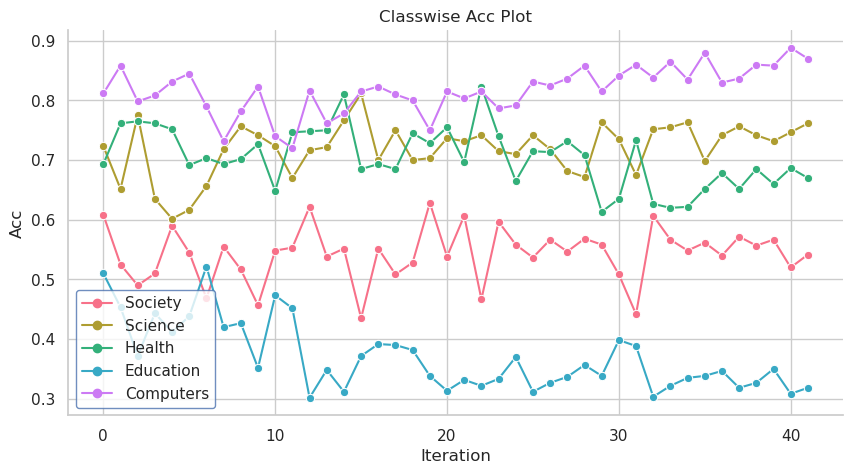 Classwise Acc Plot
0.9
0.8
0.7
0.6
0.5
0.4
0.3
Acc
Society
Science
Health
Education
Computers
0 10 20 30 40
Iteration